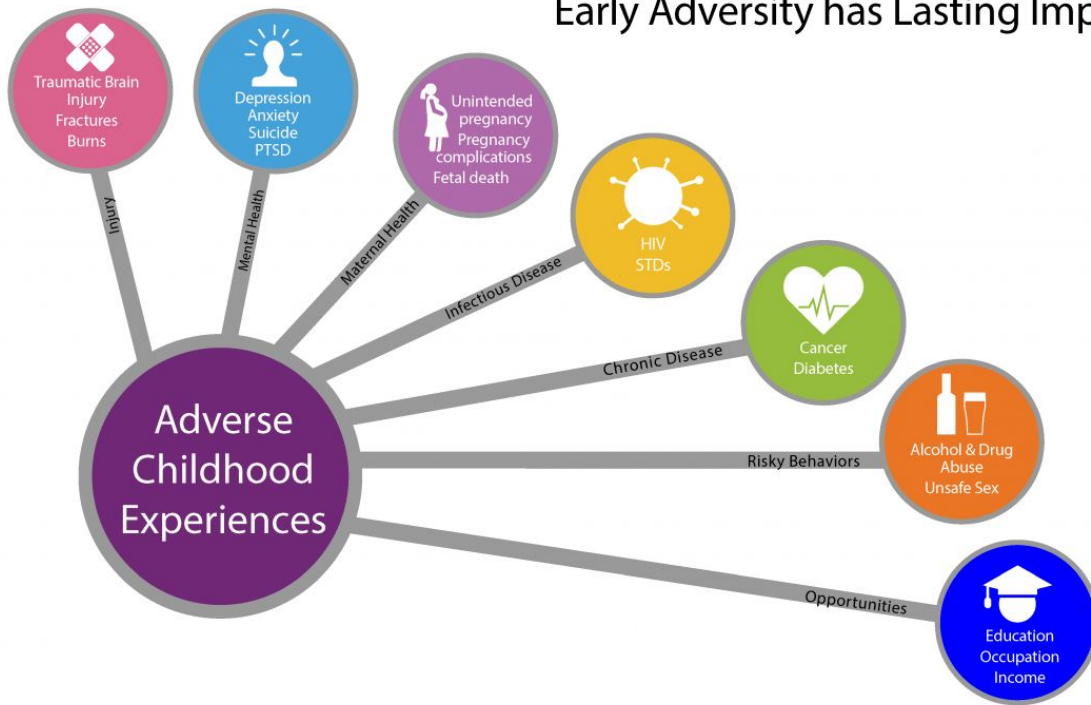 Early Adversity has Lasting
Traumatic Brain
Injury
Fractures
Burns
Injury
Depression
Anxiety
Suicide
PTSD
Mental Health
Unintended
pregnancy
Pregnancy
complications
Fetal death
Maternal Health
HIV
STDs
Infectious Disease
Cancer
Diabetes
Chronic Disease
Alcohol & Drug
Abuse
Unsafe Sex
Risky Behaviors
Education
Occupation
Income
Opportunities
Adverse
Childhood
Experiences